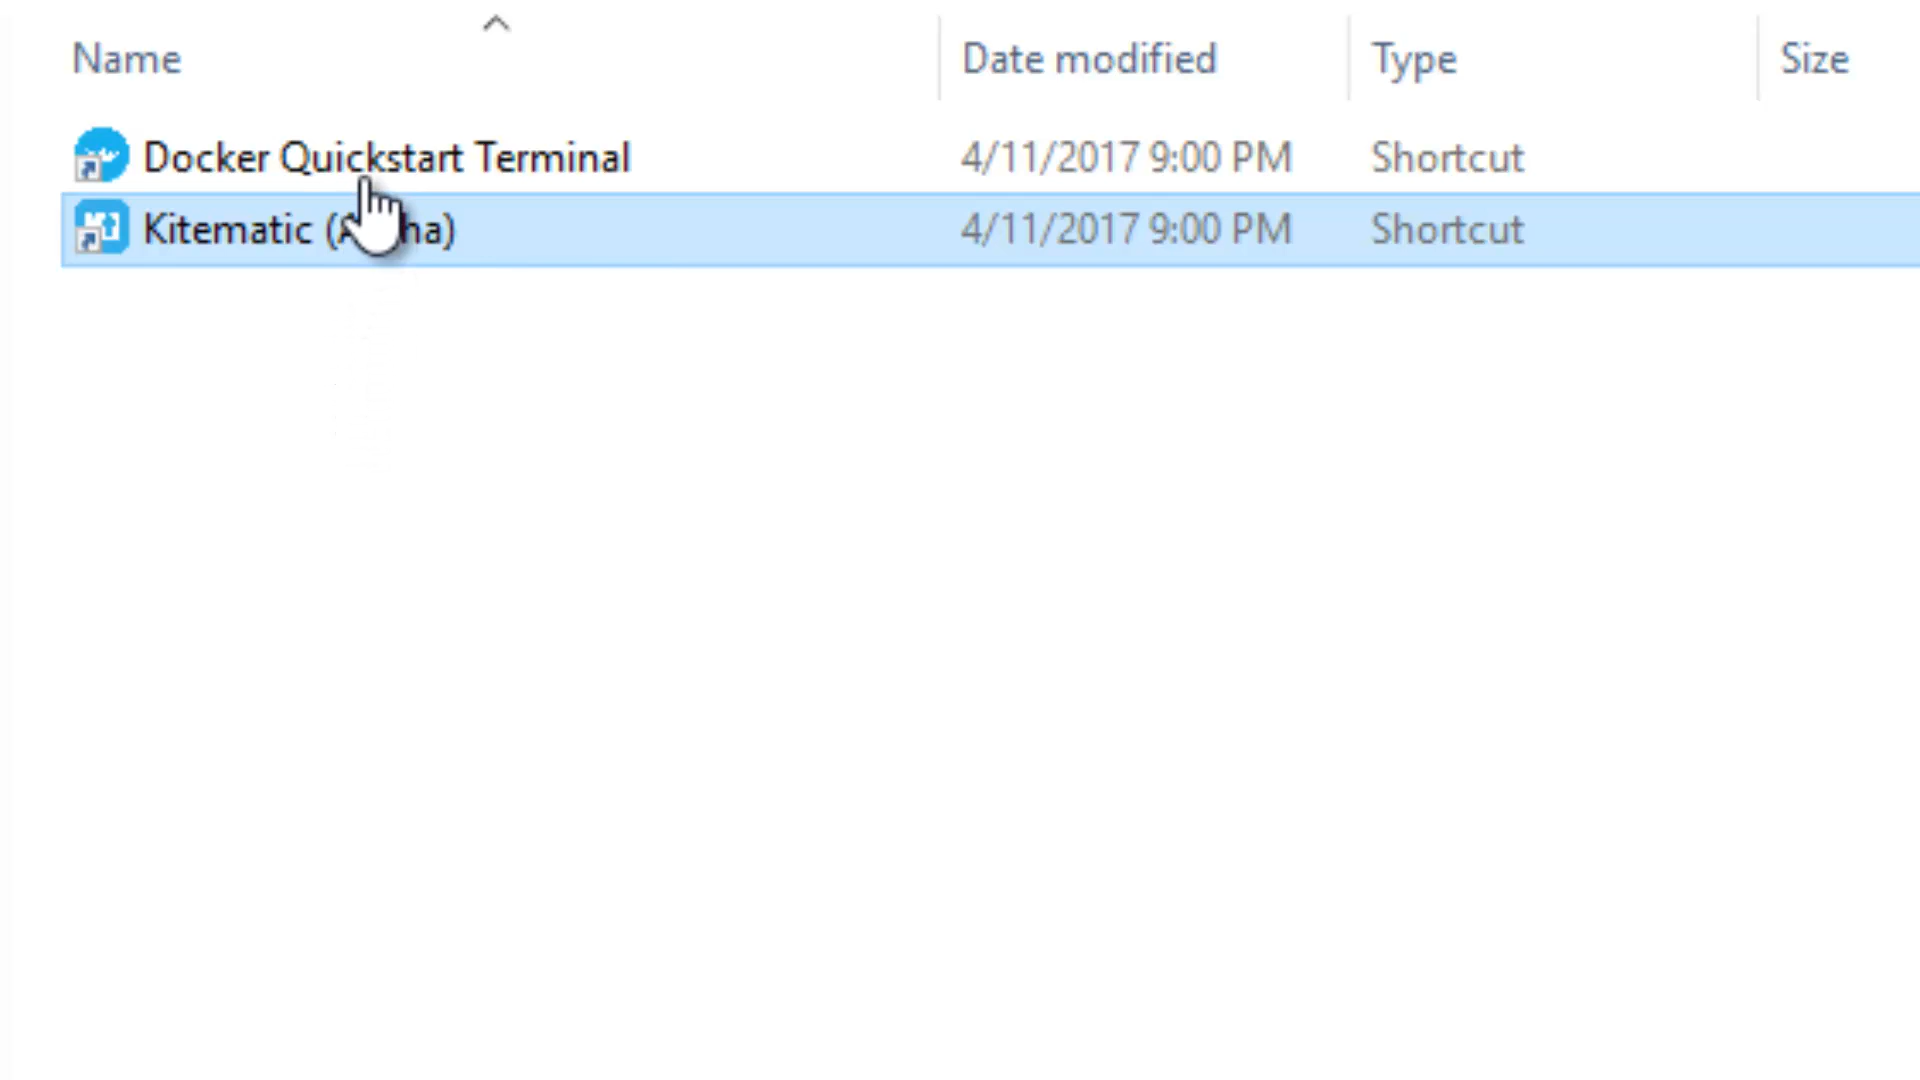 Name Date modified Type Size
Docker Quickstart Terminal 4/11/2017 9:00 PM Shortcut
Kitematic (Alpha) 4/11/2017 9:00 PM Shortcut